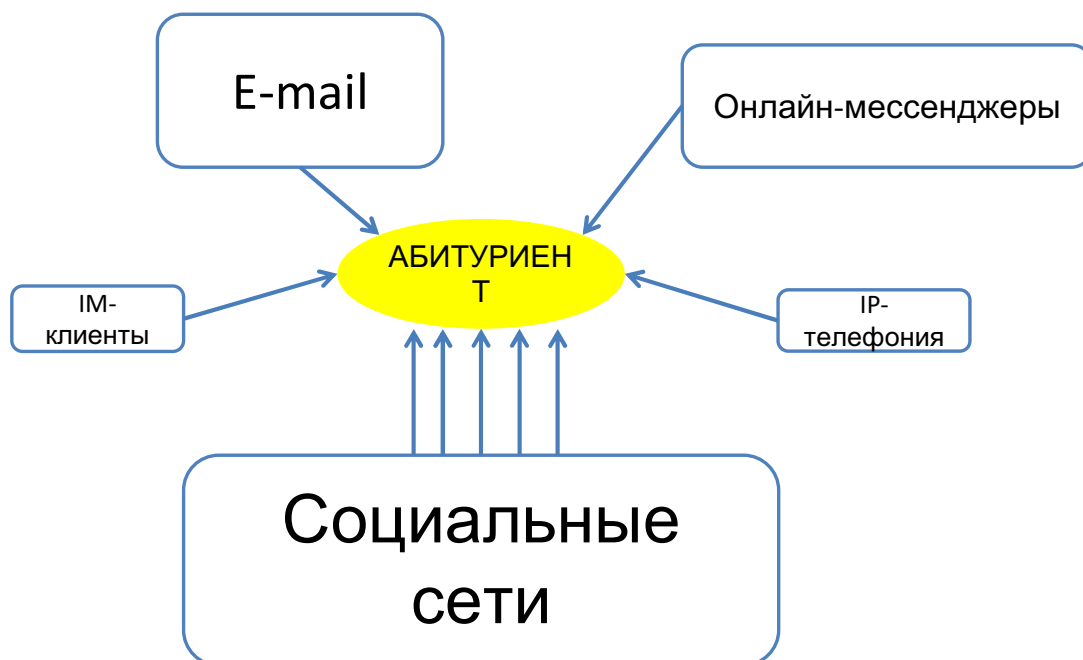 E-mail
Онлайн-мессенджеры
АБИТУРИЕН
Т
IM-
клиенты
IP-
телефония
Социальные
сети